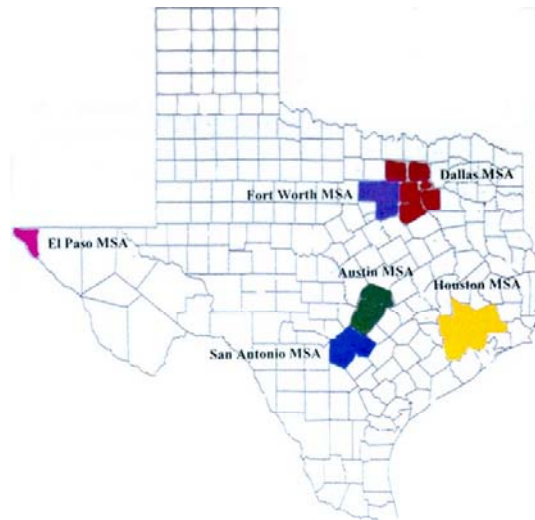 Dallas MSA
Fort Worth MSA
El Paso MSA
Austin MSA
Houston MSA
San Antonio MSA